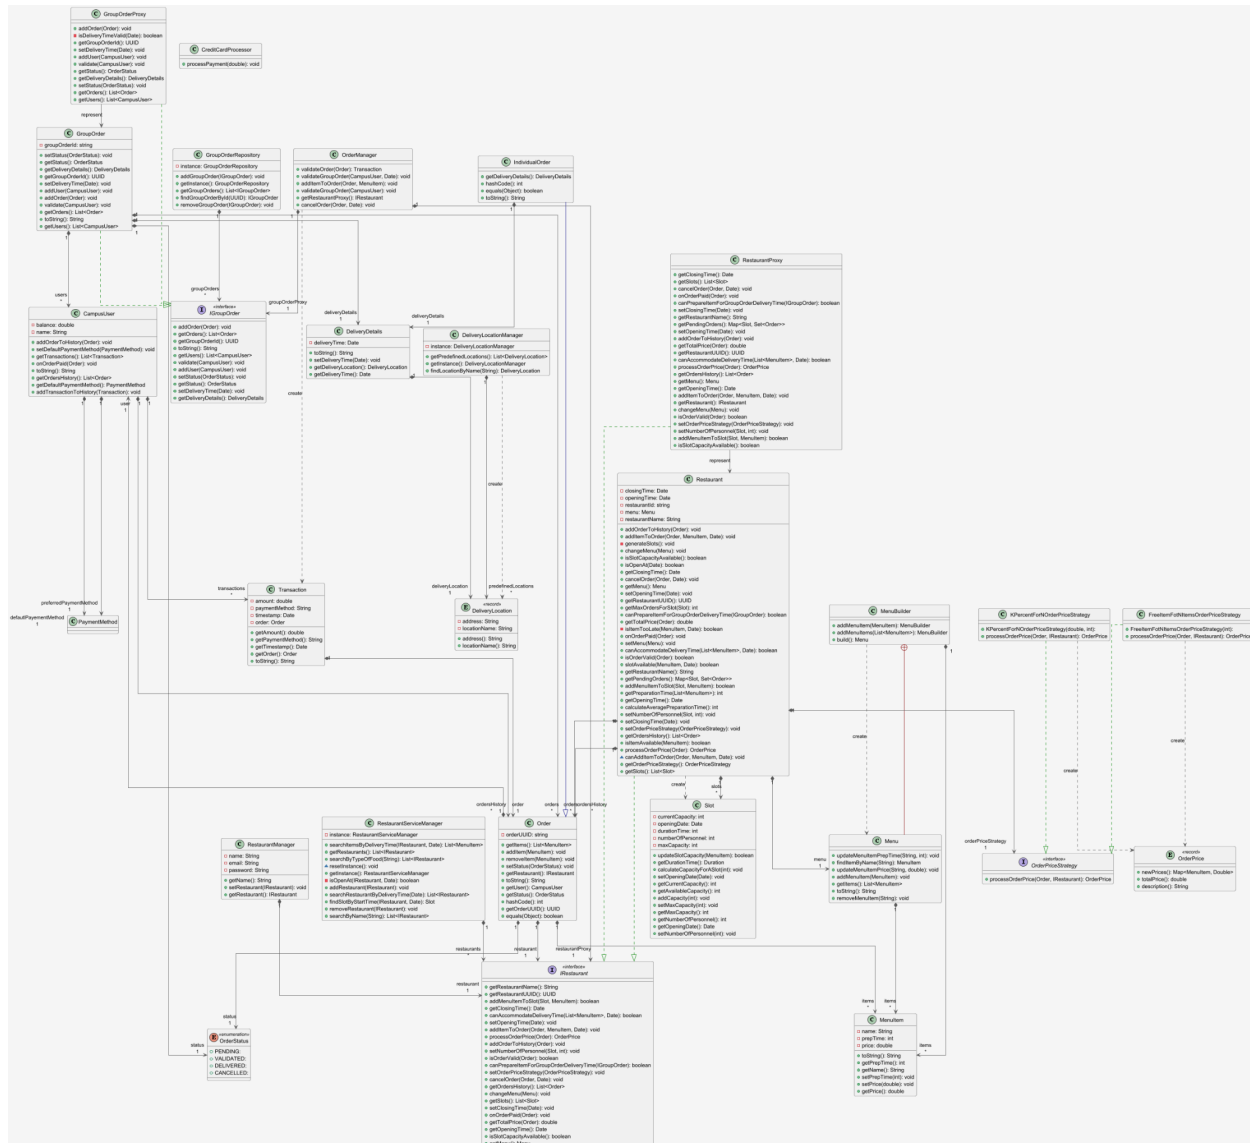 GroupOrderProxy
addOrder(Order): void
isDeliveryTimeValid(Date): boolean
getGroupOrderId(): UUID
setDeliveryTime(Date): void
addUser(CampusUser): void
validate(CampusUser): void
getStatus(): OrderStatus
getDeliveryDetails(): DeliveryDetails
setStatus(OrderStatus): void
getOrders(): List<Order>
getUsers(): List<CampusUser>
CreditCardProcessor
processPayment(double): void
represent
GroupOrder
groupOrderId: string
setStatus(OrderStatus): void
getStatus(): OrderStatus
getDeliveryDetails(): DeliveryDetails
getGroupOrderId(): UUID
setDeliveryTime(Date): void
addUser(CampusUser): void
addOrder(Order): void
validate(CampusUser): void
getOrders(): List<Order>
toString(): String
getUsers(): List<CampusUser>
GroupOrderRepository
instance: GroupOrderRepository
addGroupOrder(IGroupOrder): void
getInstance(): GroupOrderRepository
getGroupOrders(): List<IGroupOrder>
findGroupOrderById(UUID): IGroupOrder
removeGroupOrder(IGroupOrder): void
OrderManager
validateOrder(Order): Transaction
validateGroupOrder(CampusUser, Date): void
addItemToOrder(Order, MenuItem): void
validateGroupOrder(CampusUser): void
getRestaurantProxy(): IRestaurant
cancelOrder(Order, Date): void
IndividualOrder
getDeliveryDetails(): DeliveryDetails
hashCode(): int
equals(Object): boolean
toString(): String
RestaurantProxy
getClosingTime(): Date
getSlots(): List<Slot>
cancelOrder(Order, Date): void
onOrderPaid(Order): void
canPrepareItemForGroupOrderDeliveryTime(IGroupOrder): boolean
setClosingTime(Date): void
getRestaurantName(): String
getPendingOrders(): Map<Slot, Set<Order>>
setOpeningTime(Date): void
addOrderToHistory(Order): void
getTotalPrice(Order): double
getRestaurantUUID(): UUID
canAccommodateDeliveryTime(List<MenuItem>, Date): boolean
processOrderPrice(Order): OrderPrice
getOrdersHistory(): List<Order>
getMenu(): Menu
getOpeningTime(): Date
addItemToOrder(Order, MenuItem, Date): void
getRestaurant(): IRestaurant
changeMenu(Menu): void
isOrderValid(Order): boolean
setOrderPriceStrategy(OrderPriceStrategy): void
setNumberOfPersonnel(Slot, int): void
addMenuItemToSlot(Slot, MenuItem): boolean
isSlotCapacityAvailable(): boolean
users
groupOrders
groupOrderProxy
deliveryDetails
deliveryDetails
CampusUser
balance: double
name: String
addOrderToHistory(Order): void
setDefaultPaymentMethod(PaymentMethod): void
getTransactions(): List<Transaction>
onOrderPaid(Order): void
toString(): String
getOrdersHistory(): List<Order>
getDefaultPaymentMethod(): PaymentMethod
addTransactionToHistory(Transaction): void
«interface»
IGroupOrder
addOrder(Order): void
getOrders(): List<Order>
getGroupOrderId(): UUID
toString(): String
getUsers(): List<CampusUser>
validate(CampusUser): void
addUser(CampusUser): void
setStatus(OrderStatus): void
getStatus(): OrderStatus
setDeliveryTime(Date): void
getDeliveryDetails(): DeliveryDetails
DeliveryDetails
deliveryTime: Date
toString(): String
setDeliveryTime(Date): void
getDeliveryLocation(): DeliveryLocation
getDeliveryTime(): Date
DeliveryLocationManager
instance: DeliveryLocationManager
getPredefinedLocations(): List<DeliveryLocation>
getInstance(): DeliveryLocationManager
findLocationByName(String): DeliveryLocation
create
create
user
represent
Restaurant
closingTime: Date
openingTime: Date
restaurantId: string
menu: Menu
restaurantName: String
addOrderToHistory(Order): void
addItemToOrder(Order, MenuItem, Date): void
generateSlots(): void
changeMenu(Menu): void
isSlotCapacityAvailable(): boolean
isOpenAt(Date): boolean
getClosingTime(): Date
cancelOrder(Order, Date): void
getMenu(): Menu
setOpeningTime(Date): void
getRestaurantUUID(): UUID
getMaxOrdersForSlot(Slot): int
canPrepareItemForGroupOrderDeliveryTime(IGroupOrder): boolean
getTotalPrice(Order): double
isItemTooLate(MenuItem, Date): boolean
onOrderPaid(Order): void
setMenu(Menu): void
canAccommodateDeliveryTime(List<MenuItem>, Date): boolean
isOrderValid(Order): boolean
slotAvailable(MenuItem, Date): boolean
getRestaurantName(): String
getPendingOrders(): Map<Slot, Set<Order>>
addMenuItemToSlot(Slot, MenuItem): boolean
getPreparationTime(List<MenuItem>): int
getOpeningTime(): Date
calculateAveragePreparationTime(): int
setNumberOfPersonnel(Slot, int): void
setClosingTime(Date): void
setOrderPriceStrategy(OrderPriceStrategy): void
getOrdersHistory(): List<Order>
isItemAvailable(MenuItem): boolean
processOrderPrice(Order): OrderPrice
canAddItemToOrder(Order, MenuItem, Date): void
getOrderPriceStrategy(): OrderPriceStrategy
getSlots(): List<Slot>
transactions
preferredPaymentMethod
defaultPaymentMethod
PaymentMethod
Transaction
amount: double
paymentMethod: String
timestamp: Date
order: Order
getAmount(): double
getPaymentMethod(): String
getTimestamp(): Date
getOrder(): Order
toString(): String
deliveryLocation
predefinedLocations
«record»
DeliveryLocation
address: String
locationName: String
address(): String
locationName(): String
MenuBuilder
addMenuItem(MenuItem): MenuBuilder
addMenuItems(List<MenuItem>): MenuBuilder
build(): Menu
KPercentForNOrderPriceStrategy
KPercentForNOrderPriceStrategy(double, int):
processOrderPrice(Order, IRestaurant): OrderPrice
FreeItemFotNItemsOrderPriceStrategy
FreeItemFotNItemsOrderPriceStrategy(int):
processOrderPrice(Order, IRestaurant): OrderPrice
create
create
create
create
slots
ordersHistory
order
orders
RestaurantManager
name: String
email: String
password: String
getName(): String
setRestaurant(IRestaurant): void
getRestaurant(): IRestaurant
RestaurantServiceManager
instance: RestaurantServiceManager
searchItemsByDeliveryTime(IRestaurant, Date): List<MenuItem>
getRestaurants(): List<IRestaurant>
searchByTypeOfFood(String): List<IRestaurant>
resetInstance(): void
getInstance(): RestaurantServiceManager
isOpenAt(IRestaurant, Date): boolean
addRestaurant(IRestaurant): void
searchRestaurantByDeliveryTime(Date): List<IRestaurant>
findSlotByStartTime(IRestaurant, Date): Slot
removeRestaurant(IRestaurant): void
searchByName(String): List<IRestaurant>
Order
orderUUID: string
getItems(): List<MenuItem>
addItem(MenuItem): void
removeItem(MenuItem): void
setStatus(OrderStatus): void
getRestaurant(): IRestaurant
toString(): String
getUser(): CampusUser
getStatus(): OrderStatus
hashCode(): int
getOrderUUID(): UUID
equals(Object): boolean
Slot
currentCapacity: int
openingDate: Date
durationTime: int
numberOfPersonnel: int
maxCapacity: int
updateSlotCapacity(MenuItem): boolean
getDurationTime(): Duration
calculateCapacityForASlot(int): void
setOpeningDate(Date): void
getCurrentCapacity(): int
getAvailableCapacity(): int
addCapacity(int): void
setMaxCapacity(int): void
getMaxCapacity(): int
getNumberOfPersonnel(): int
getOpeningDate(): Date
setNumberOfPersonnel(int): void
menu
Menu
updateMenuItemPrepTime(String, int): void
findItemByName(String): MenuItem
updateMenuItemPrice(String, double): void
addMenuItem(MenuItem): void
getItems(): List<MenuItem>
toString(): String
removeMenuItem(String): void
orderPriceStrategy
«interface»
OrderPriceStrategy
processOrderPrice(Order, IRestaurant): OrderPrice
«record»
OrderPrice
newPrices(): Map<MenuItem, Double>
totalPrice(): double
description(): String
restaurants
restaurant
restaurantProxy
restaurant
status
status
«enumeration»
OrderStatus
PENDING:
VALIDATED:
DELIVERED:
CANCELLED:
«interface»
IRestaurant
getRestaurantName(): String
getRestaurantUUID(): UUID
addMenuItemToSlot(Slot, MenuItem): boolean
getClosingTime(): Date
canAccommodateDeliveryTime(List<MenuItem>, Date): boolean
setOpeningTime(Date): void
addItemToOrder(Order, MenuItem, Date): void
processOrderPrice(Order): OrderPrice
addOrderToHistory(Order): void
setNumberOfPersonnel(Slot, int): void
isOrderValid(Order): boolean
canPrepareItemForGroupOrderDeliveryTime(IGroupOrder): boolean
setOrderPriceStrategy(OrderPriceStrategy): void
cancelOrder(Order, Date): void
getOrdersHistory(): List<Order>
changeMenu(Menu): void
getSlots(): List<Slot>
setClosingTime(Date): void
onOrderPaid(Order): void
getTotalPrice(Order): double
getOpeningTime(): Date
isSlotCapacityAvailable(): boolean
items
items
items
MenuItem
name: String
prepTime: int
price: double
toString(): String
getPrepTime(): int
getName(): String
setPrepTime(int): void
setPrice(double): void
getPrice(): double